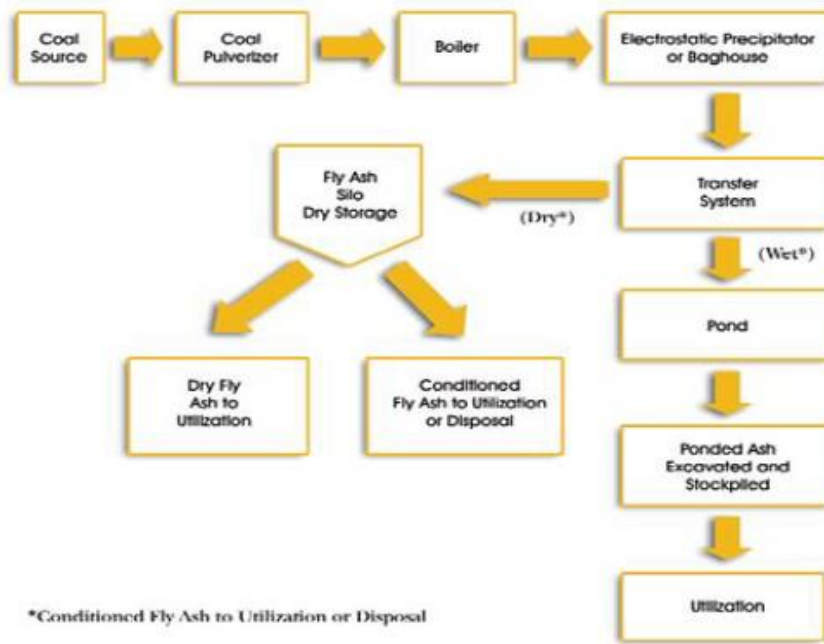 Coal
Source
Coal
Pulverizer
Boiler
Electrostatic Precipitator
or Baghouse
Fly Ash
Silo
Dry Storage
(Dry*)
Transfer
System
(Wet*)
Pond
Dry Fly
Ash to
Utilization
Conditioned
Fly Ash to Utilization
or Disposal
Ponded Ash
Excavated and
Stockpiled
Utilization
*Conditioned Fly Ash to Utilization or Disposal